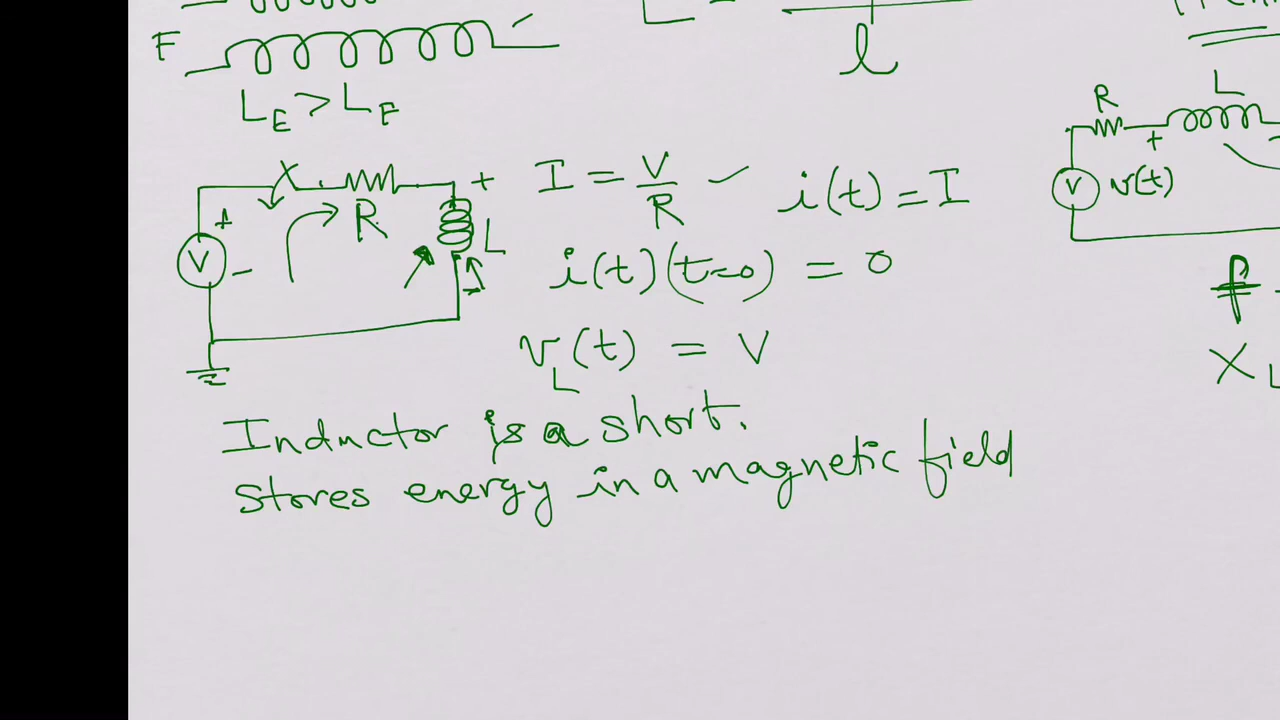 L = 
l
F
L_E > L_F
R
L
V
v(t)
X
+
R
+
L
V
-
I = V/R ✓ i(t) = I
i(t)(t=0) = 0
v_L(t) = V
Inductor is a short.
Stores energy in a magnetic field
f
X_L